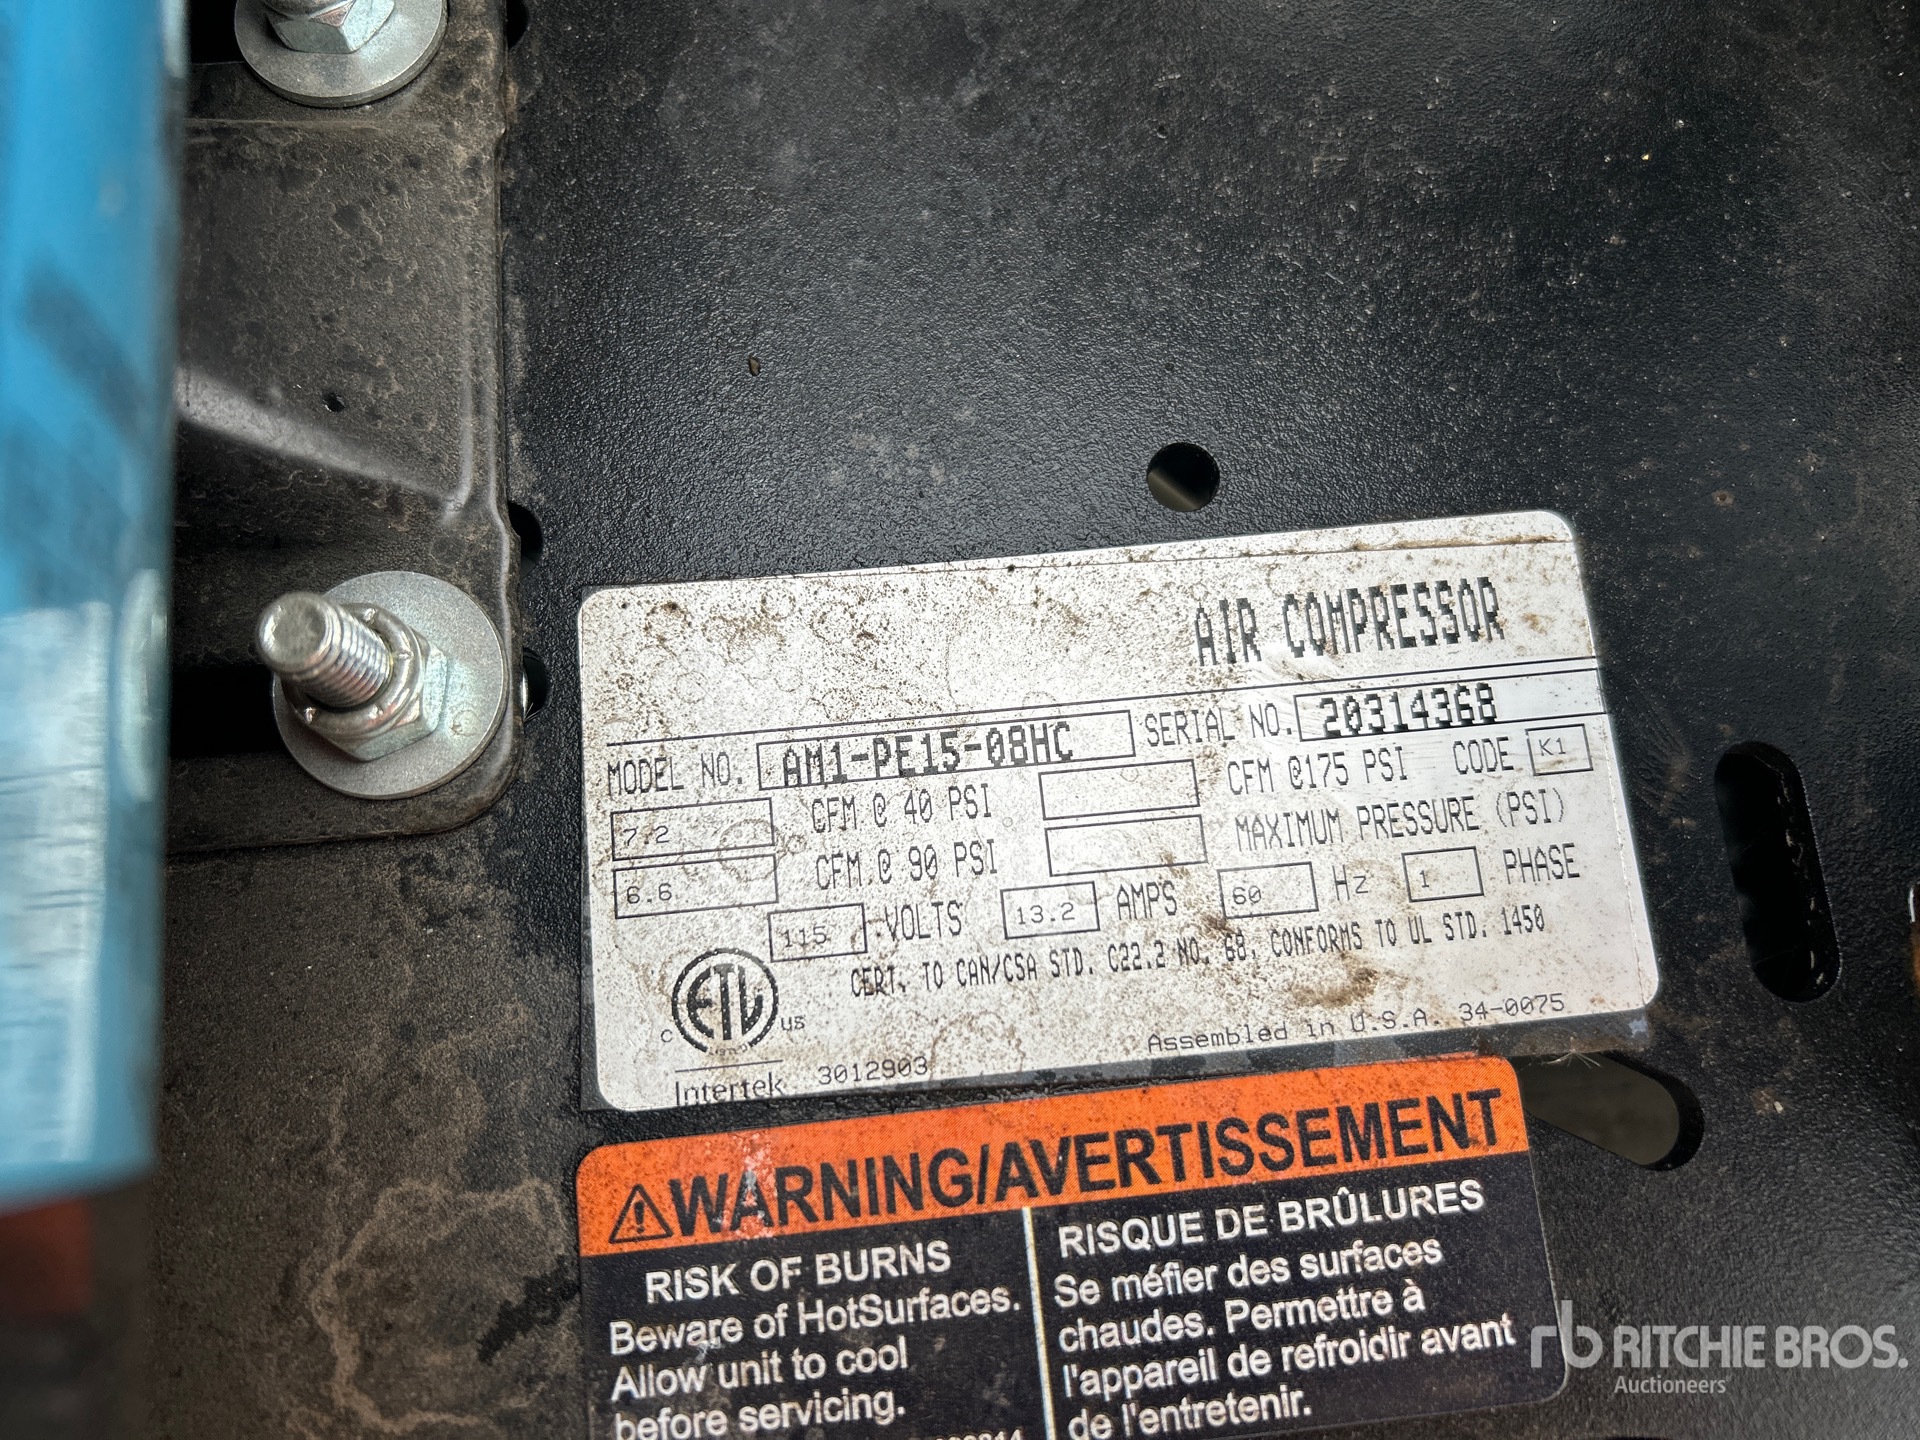 AIR COMPRESSOR
MODEL NO. AM1-PE15-08HC SERIAL NO. 20314368
7.2 CFM @ 40 PSI CFM @175 PSI CODE K1
6.6 CFM @ 90 PSI MAXIMUM PRESSURE (PSI)
115 VOLTS 13.2 AMPS 60 Hz 1 PHASE
CERT. TO CAN/CSA STD. C22.2 NO. 68, CONFORMS TO UL STD. 1450
ETL
C US
Intertek 3012903
Assembled in U.S.A. 34-0075
WARNING/AVERTISSEMENT
RISK OF BURNS
Beware of HotSurfaces.
Allow unit to cool
before servicing.
RISQUE DE BRÛLURES
Se méfier des surfaces
chaudes. Permettre à
l'appareil de refroidir avant
de l'entretenir.
rb RITCHIE BROS.
Auctioneers